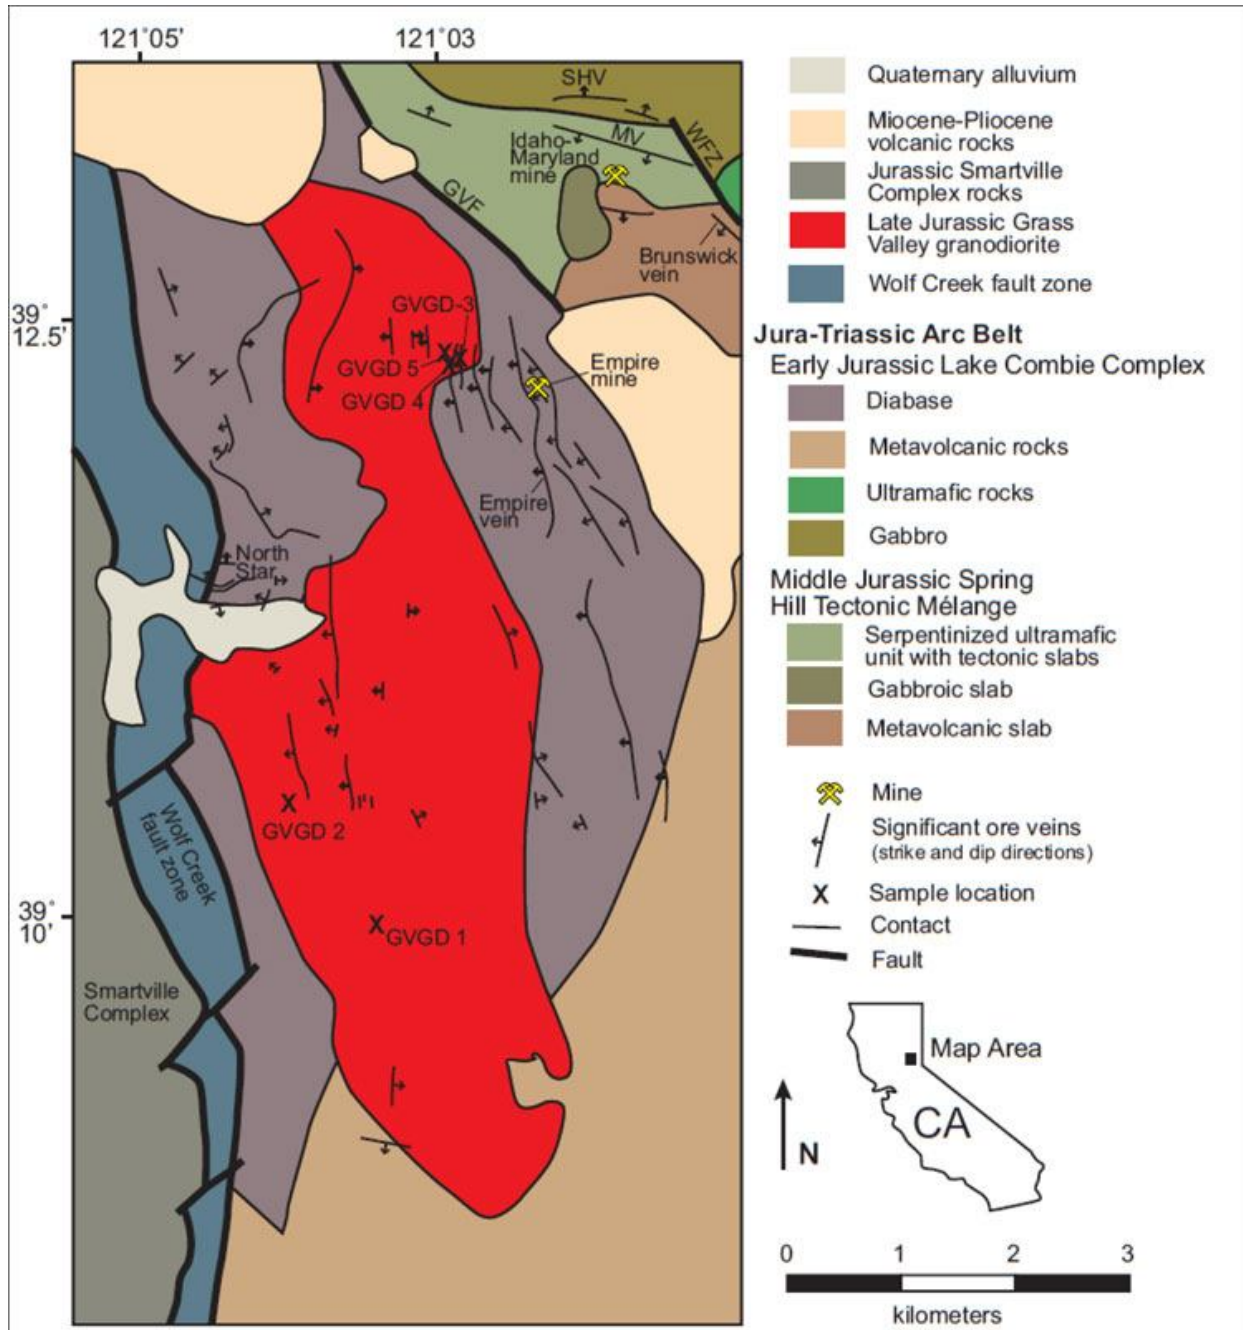 121°05'
121°03
SHV
MV
WFZ
Idaho-
Maryland
mine
GVF
Brunswick
vein
39°
12.5'
GVGD-3
GVGD 5
GVGD 4
Empire
mine
Empire
vein
North
Star
GVGD 2
Wolf Creek
fault zone
39°
10'
GVGD 1
Smartville
Complex
Quaternary alluvium
Miocene-Pliocene
volcanic rocks
Jurassic Smartville
Complex rocks
Late Jurassic Grass
Valley granodiorite
Wolf Creek fault zone
Jura-Triassic Arc Belt
Early Jurassic Lake Combie Complex
Diabase
Metavolcanic rocks
Ultramafic rocks
Gabbro
Middle Jurassic Spring
Hill Tectonic Mélange
Serpentinized ultramafic
unit with tectonic slabs
Gabbroic slab
Metavolcanic slab
Mine
Significant ore veins
(strike and dip directions)
X Sample location
Contact
Fault
Map Area
CA
N
0 1 2 3
kilometers